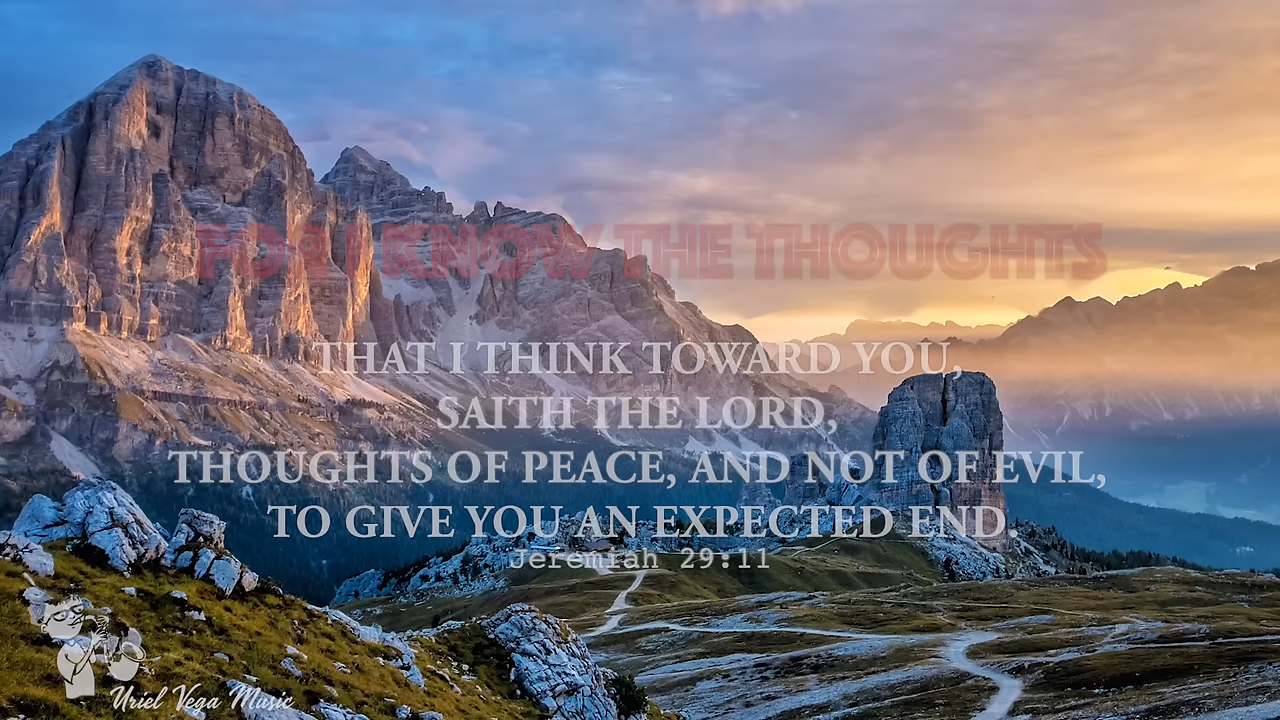 FOR I KNOW THE THOUGHTS
THAT I THINK TOWARD YOU,
SAITH THE LORD,
THOUGHTS OF PEACE, AND NOT OF EVIL,
TO GIVE YOU AN EXPECTED END.
Jeremiah 29:11
Uriel Vega Music